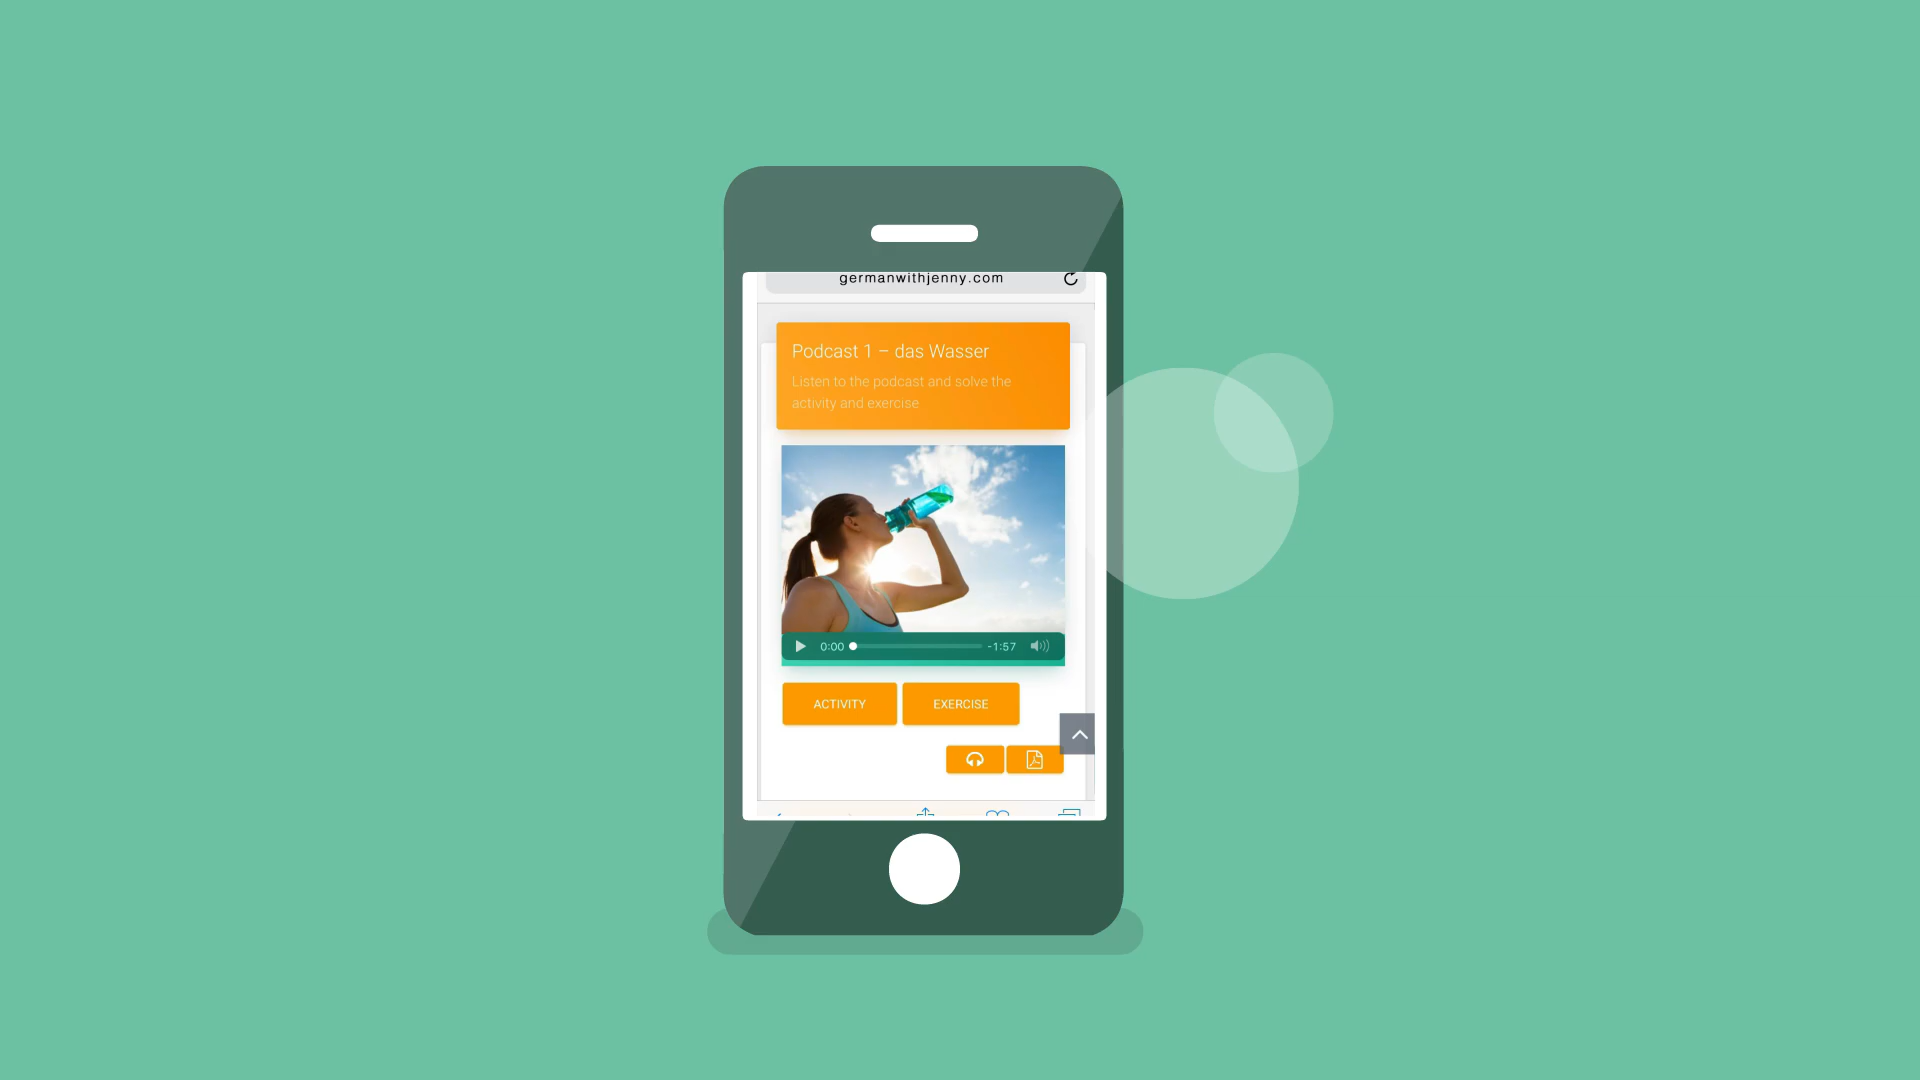 germanwithjenny.com
Podcast 1 – das Wasser
Listen to the podcast and solve the
activity and exercise
0:00 -1:57
ACTIVITY EXERCISE